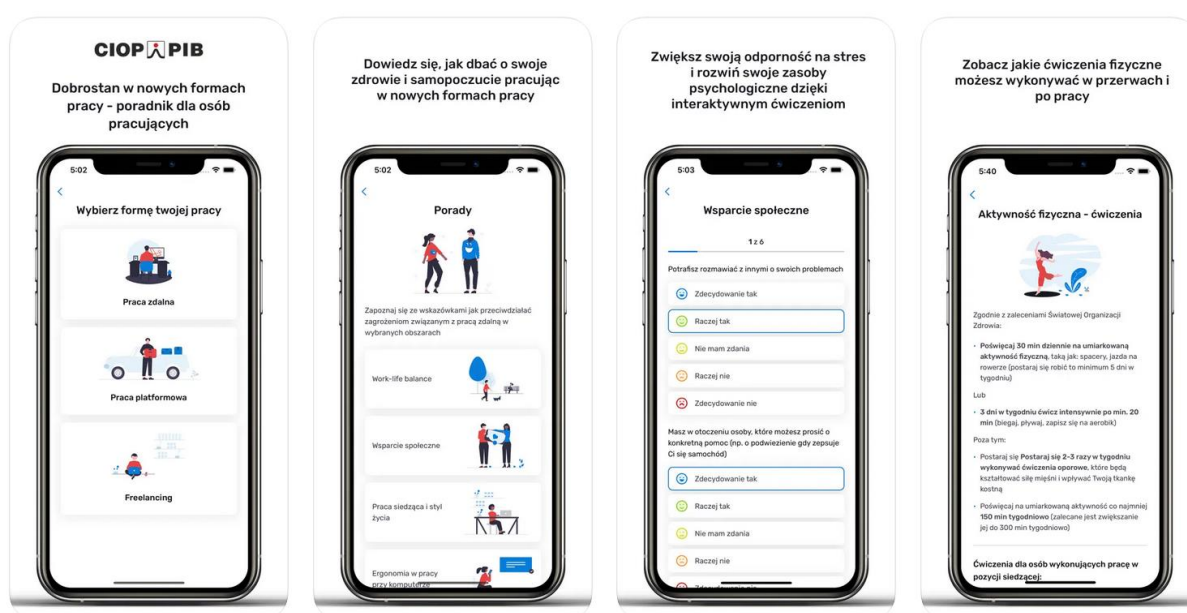 CIOP PIB
Dobrostan w nowych formach
pracy - poradnik dla osób
pracujących
5:02
Wybierz formę twojej pracy
Praca zdalna
Praca platformowa
Freelancing
Dowiedz się, jak dbać o swoje
zdrowie i samopoczucie pracując
w nowych formach pracy
5:02
Porady
Zapoznaj się ze wskazówkami jak przeciwdziałać
zagrożeniom związanym z pracą zdalną w
wybranych obszarach
Work-life balance
Wsparcie społeczne
Praca siedząca i styl
życia
Ergonomia w pracy
przy komputerze
Zwiększ swoją odporność na stres
i rozwiń swoje zasoby
psychologiczne dzięki
interaktywnym ćwiczeniom
5:03
Wsparcie społeczne
1 z 6
Potrafisz rozmawiać z innymi o swoich problemach
Zdecydowanie tak
Raczej tak
Nie mam zdania
Raczej nie
Zdecydowanie nie
Masz w otoczeniu osoby, które możesz prosić o
konkretną pomoc (np. o podwiezienie gdy zepsuje
Ci się samochód)
Zdecydowanie tak
Raczej tak
Nie mam zdania
Raczej nie
Zdecydowanie nie
Zobacz jakie ćwiczenia fizyczne
możesz wykonywać w przerwach i
po pracy
5:40
Aktywność fizyczna - ćwiczenia
Zgodnie z zaleceniami Światowej Organizacji
Zdrowia:
• Poświęcaj 30 min dziennie na umiarkowaną
aktywność fizyczną, taką jak: spacery, jazda na
rowerze (postaraj się robić to minimum 5 dni w
tygodniu)
Lub
• 3 dni w tygodniu ćwicz intensywnie po min. 20
min (biegaj, pływaj, zapisz się na aerobik)
Poza tym:
• Postaraj się Postaraj się 2-3 razy w tygodniu
wykonywać ćwiczenia oporowe, które będą
kształtować siłę mięśni i wpływać Twoją tkankę
kostną
• Poświęcaj na umiarkowaną aktywność co najmniej
150 min tygodniowo (zalecane jest zwiększanie
jej do 300 min tygodniowo)
Ćwiczenia dla osób wykonujących pracę w
pozycji siedzącej: